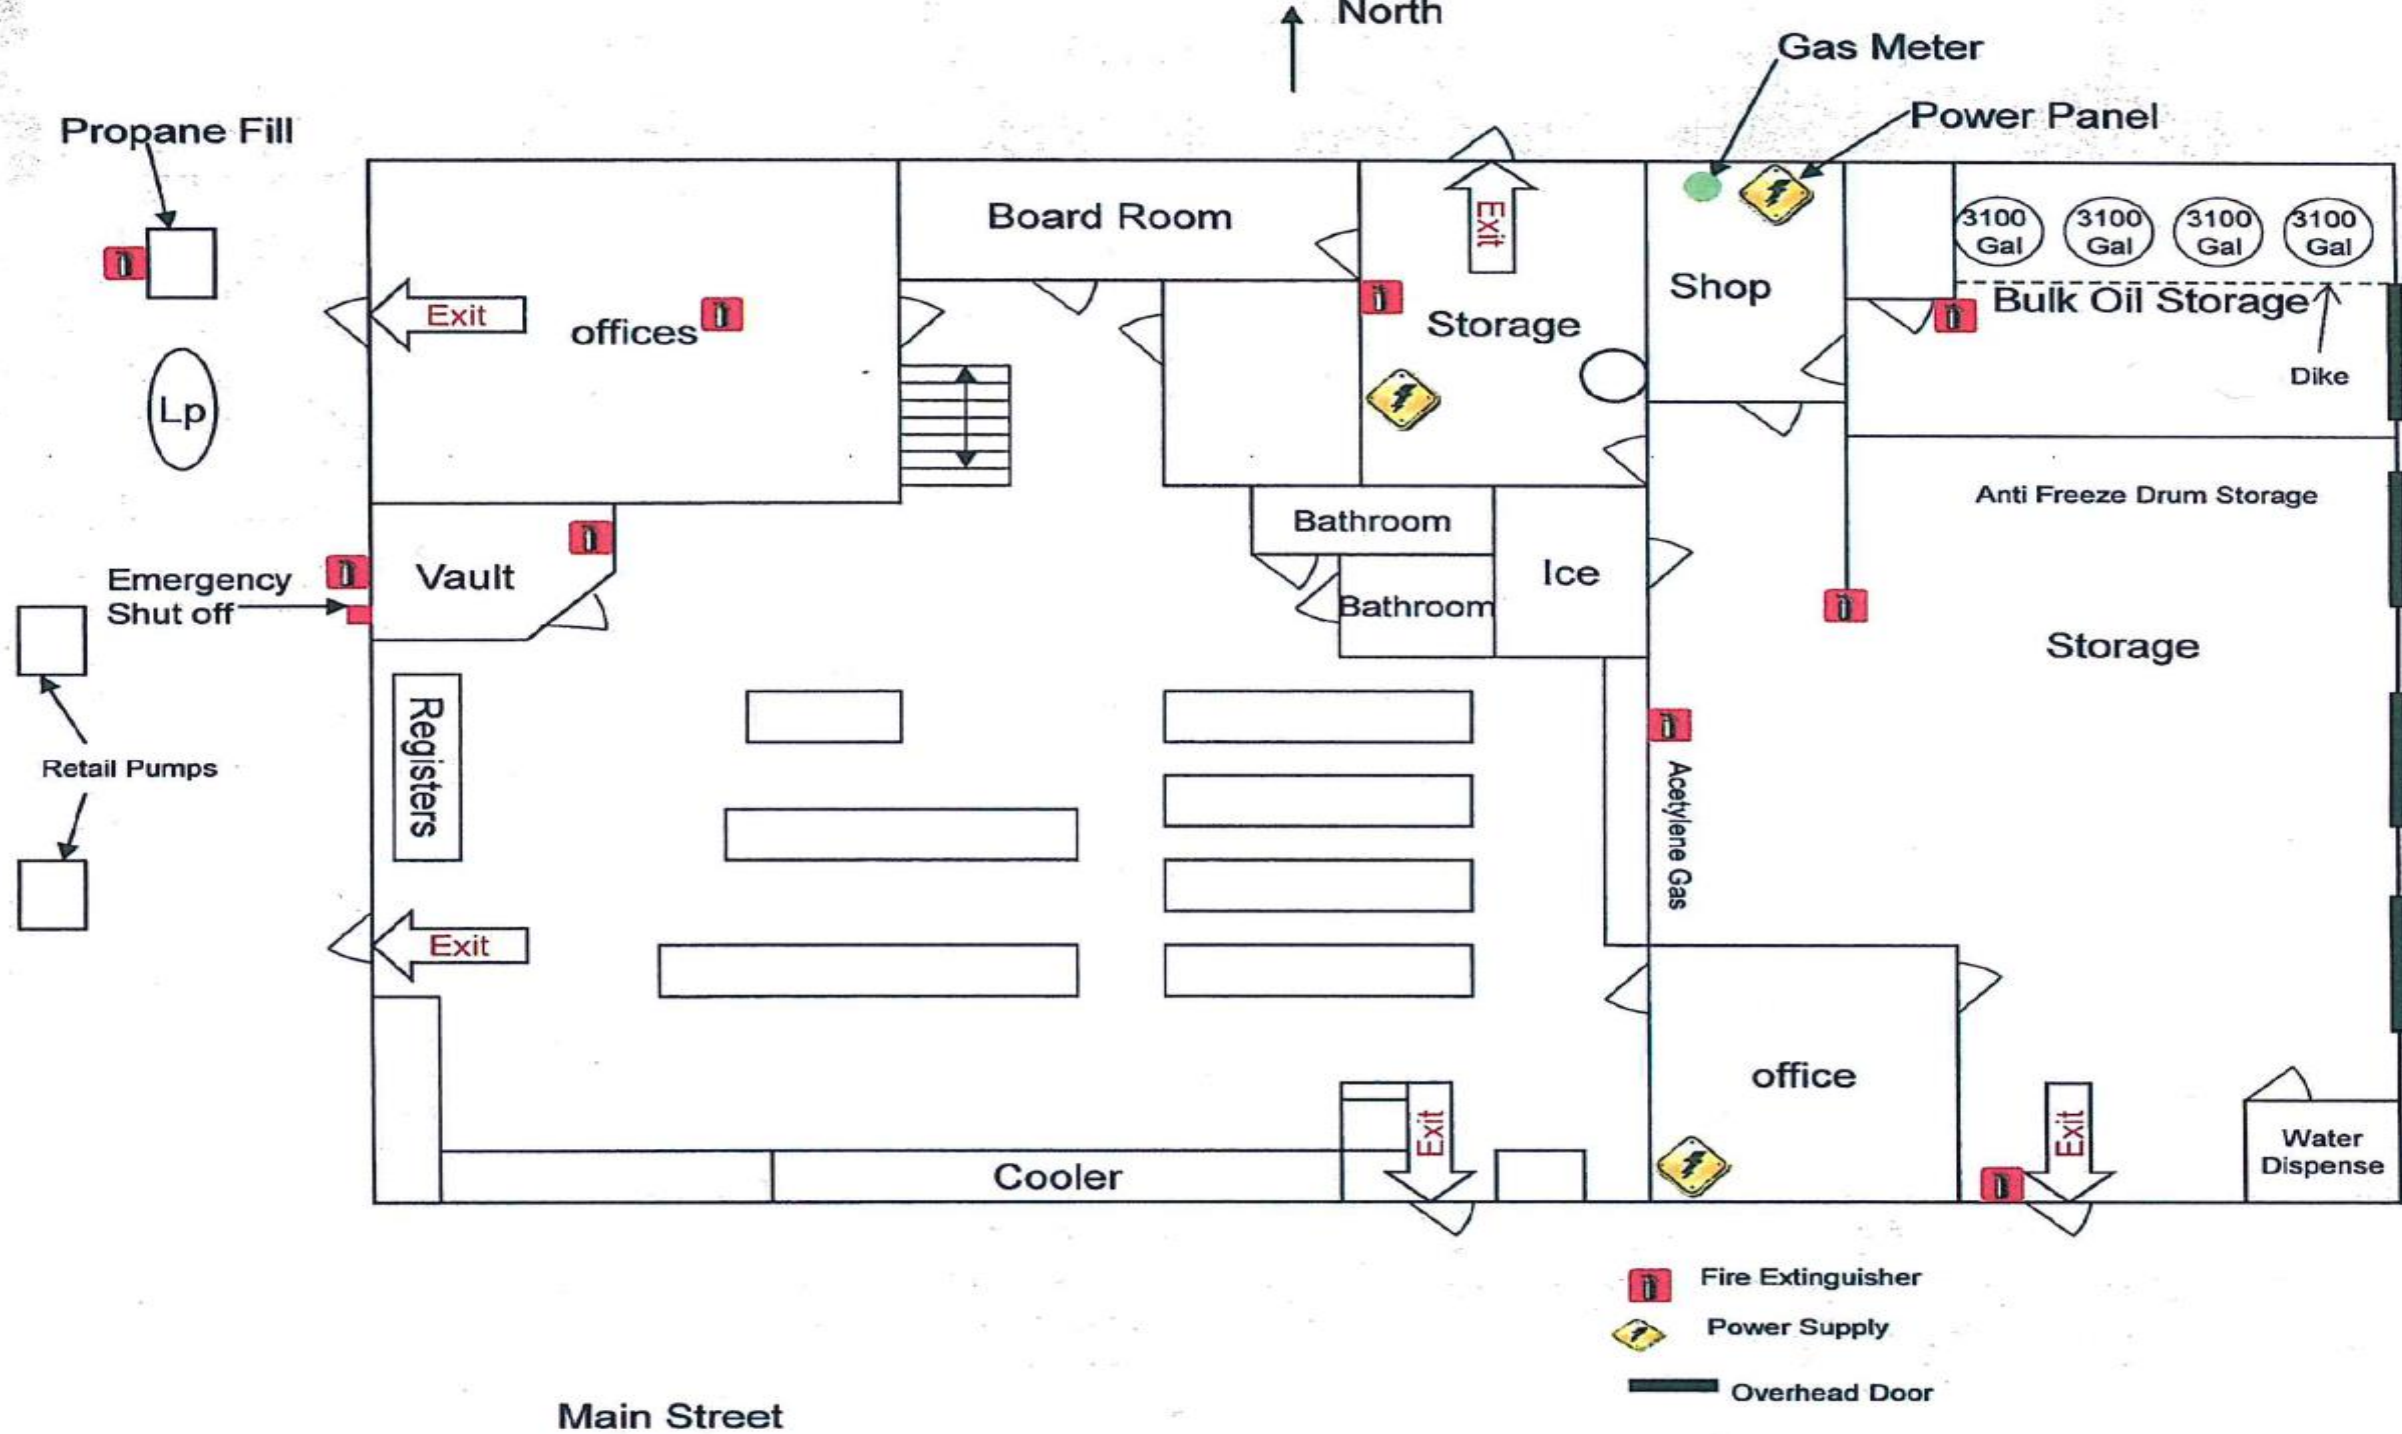 North
Gas Meter
Power Panel
Propane Fill
Board Room
Exit
3100
Gal
3100
Gal
3100
Gal
3100
Gal
Shop
Bulk Oil Storage
Exit
offices
Storage
Dike
Lp
Anti Freeze Drum Storage
Bathroom
Emergency
Shut off
Vault
Ice
Bathroom
Storage
Registers
Retail Pumps
Acetylene Gas
Exit
office
Exit
Exit
Water
Dispense
Cooler
Fire Extinguisher
Power Supply
Overhead Door
Main Street